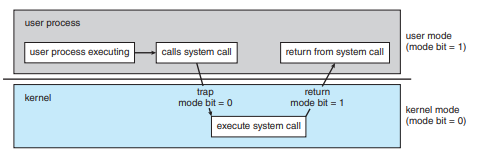 user process
user process executing
calls system call
return from system call
user mode
(mode bit = 1)
kernel
trap
mode bit = 0
return
mode bit = 1
execute system call
kernel mode
(mode bit = 0)